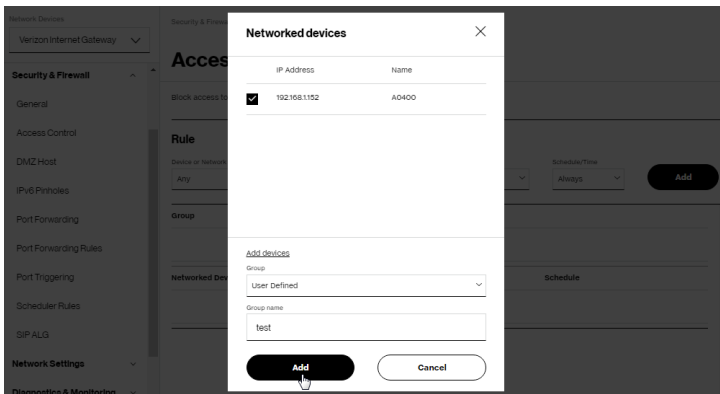 Network Devices
Verizon Internet Gateway
Security & Firewall
General
Access Control
DMZ Host
IPv6 Pinholes
Port Forwarding
Port Forwarding Rules
Port Triggering
Scheduler Rules
SIP ALG
Network Settings
Diagnostics & Monitoring
Security & Firew
Acces
Block access to
Rule
Device or Network
Any
Schedule/Time
Always
Add
Group
Networked Dev
Schedule
Networked devices
IP Address Name
192.168.1.152 A0400
Add devices
Group
User Defined
Group name
test
Add Cancel